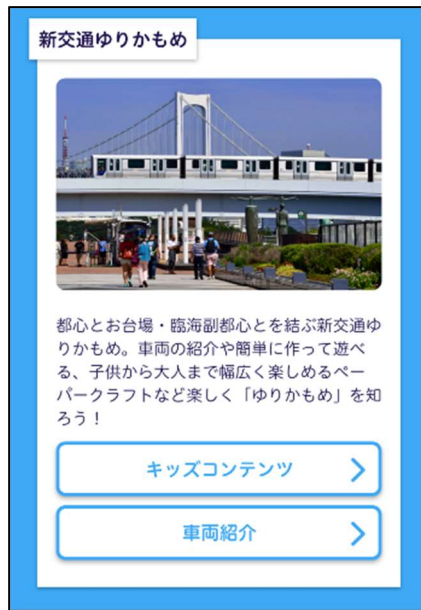 新交通ゆりかもめ
都心とお台場・臨海副都心とを結ぶ新交通ゆ
りかもめ。車両の紹介や簡単に作って遊べ
る、子供から大人まで幅広く楽しめるペー
パークラフトなど楽しく「ゆりかもめ」を知
ろう！
キッズコンテンツ
車両紹介